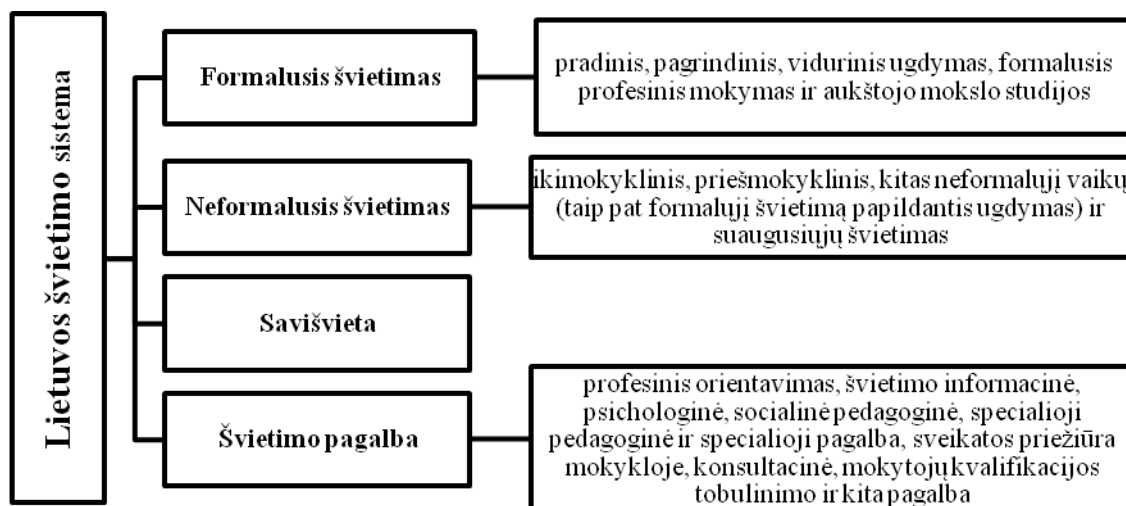 Lietuvos švietimo sistema
Formalusis švietimas
pradinis, pagrindinis, vidurinis ugdymas, formalusis
profesinis mokymas ir aukštojo mokslo studijos
Neformalusis švietimas
ikimokyklinis, priešmokyklinis, kitas neformalųjį vaikų
(taip pat formalųjį švietimą papildantis ugdymas) ir
suaugusiųjų švietimas
Savišvieta
Švietimo pagalba
profesinis orientavimas, švietimo informacinė,
psichologinė, socialinė pedagoginė, specialioji
pedagoginė ir specialioji pagalba, sveikatos priežiūra
mokykloje, konsultacinė, mokytojų kvalifikacijos
tobulinimo ir kita pagalba